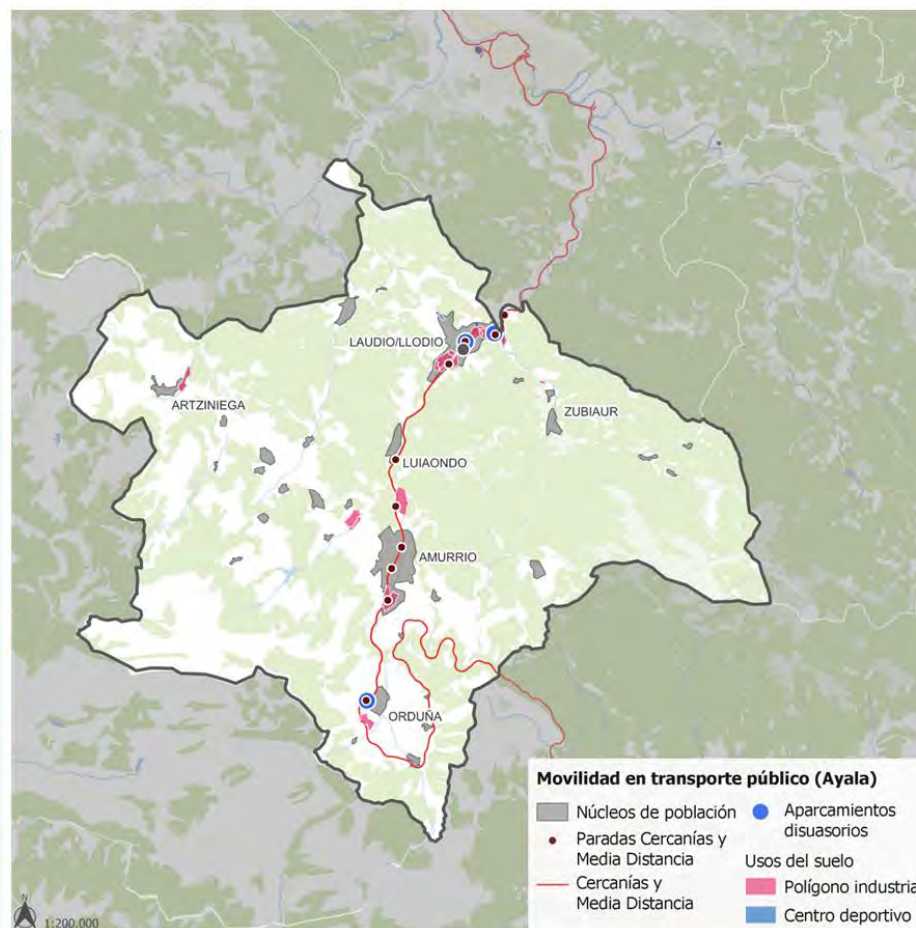 LAUDIO/LLODIO
ARTZINIEGA
ZUBIAUR
LUIAONDO
AMURRIO
ORDUÑA
Movilidad en transporte público (Ayala)
Núcleos de población
Paradas Cercanías y
Media Distancia
Cercanías y
Media Distancia
Aparcamientos
disuasorios
Usos del suelo
Polígono industria
Centro deportivo
N
1:200.000